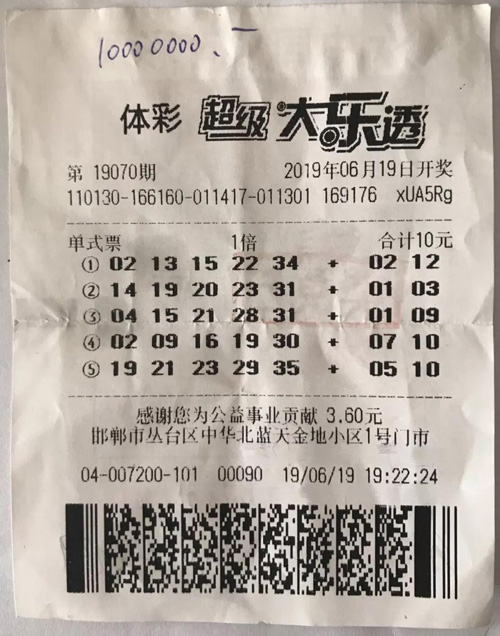 10000000.—
体彩 超级大乐透
第 19070期 2019年06月19日开奖
110130-166160-011417-011301 169176 xUA5Rg
单式票 1倍 合计10元
① 02 13 15 22 34 + 02 12
② 14 19 20 23 31 + 01 03
③ 04 15 21 28 31 + 01 09
④ 02 09 16 19 30 + 07 10
⑤ 19 21 23 29 35 + 05 10
感谢您为公益事业贡献 3.60元
邯郸市丛台区中华北蓝天金地小区1号门市
04-007200-101 00090 19/06/19 19:22:24